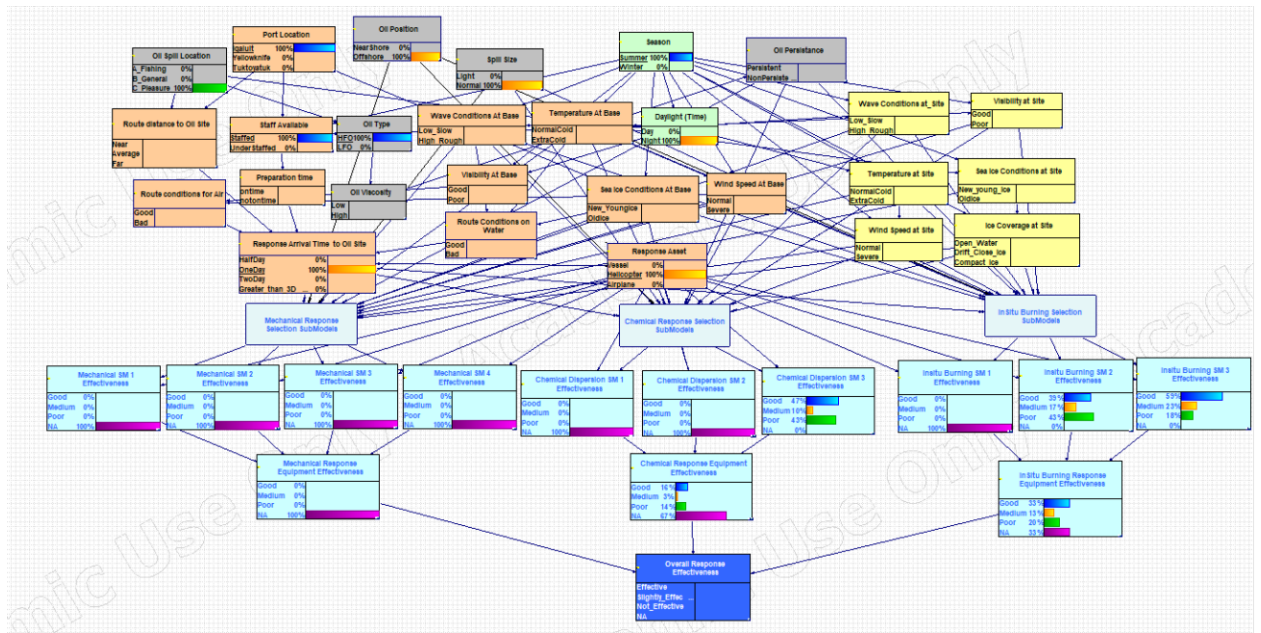 Oil Spill Location
A_Fishing 0%
B_General 0%
C_Pleasure 100%
Port Location
Iqaluit 100%
Yellowknife 0%
Tuktoyatuk 0%
Oil Position
NearShore 0%
Offshore 100%
Spill Size
Light 0%
Normal 100%
Season
Summer 100%
Winter 0%
Oil Persistance
Persistent
NonPersiste ...
Route distance to Oil Site
Near
Average
Far
Staff Available
Staffed 100%
UnderStaffed 0%
Oil Type
HFO 100%
LFO 0%
Wave Conditions At Base
Low_Slow
High_Rough
Temperature At Base
NormalCold
ExtraCold
Daylight (Time)
Day 0%
Night 100%
Wave Conditions at_Site
Low_Slow
High_Rough
Visibility at Site
Good
Poor
Route conditions for Air
Good
Bad
Preparation time
ontime
notontime
Oil Viscosity
Low
High
Visibility At Base
Good
Poor
Sea Ice Conditions At Base
New_YoungIce
OldIce
Wind Speed At Base
Normal
Severe
Temperature at Site
NormalCold
ExtraCold
Sea Ice Conditions at Site
New_young_Ice
Oldice
Response Arrival Time to Oil Site
HalfDay 0%
OneDay 100%
TwoDay 0%
Greater_than_3D ... 0%
Route Conditions on
Water
Good
Bad
Response Asset
Vessel 0%
Helicopter 100%
Airplane 0%
Wind Speed at Site
Normal
Severe
Ice Coverage at Site
Open_Water
Drift_Close_Ice
Compact_Ice
Mechanical Response
Selection SubModels
Chemical Response Selection
SubModels
InSitu Burning Selection
SubModels
Mechanical SM 1
Effectiveness
Good 0%
Medium 0%
Poor 0%
NA 100%
Mechanical SM 2
Effectiveness
Good 0%
Medium 0%
Poor 0%
NA 100%
Mechanical SM 3
Effectiveness
Good 0%
Medium 0%
Poor 0%
NA 100%
Mechanical SM 4
Effectiveness
Good 0%
Medium 0%
Poor 0%
NA 100%
Chemical Dispersion SM 1
Effectiveness
Good 0%
Medium 0%
Poor 0%
NA 100%
Chemical Dispersion SM 2
Effectiveness
Good 0%
Medium 0%
Poor 0%
NA 100%
Chemical Dispersion SM 3
Effectiveness
Good 47%
Medium 10%
Poor 43%
NA 0%
Insitu Burning SM 1
Effectiveness
Good 0%
Medium 0%
Poor 0%
NA 100%
Insitu Burning SM 2
Effectiveness
Good 39%
Medium 17%
Poor 43%
NA 0%
Insitu Burning SM 3
Effectiveness
Good 59%
Medium 23%
Poor 18%
NA 0%
Mechanical Response
Equipment Effectiveness
Good 0%
Medium 0%
Poor 0%
NA 100%
Chemical Response Equipment
Effectiveness
Good 16%
Medium 3%
Poor 14%
NA 67%
InSitu Burning Response
Equipment Effectiveness
Good 33%
Medium 13%
Poor 20%
NA 33%
Overall Response
Effectiveness
Effective
Slightly_Effec ...
Not_Effective
NA